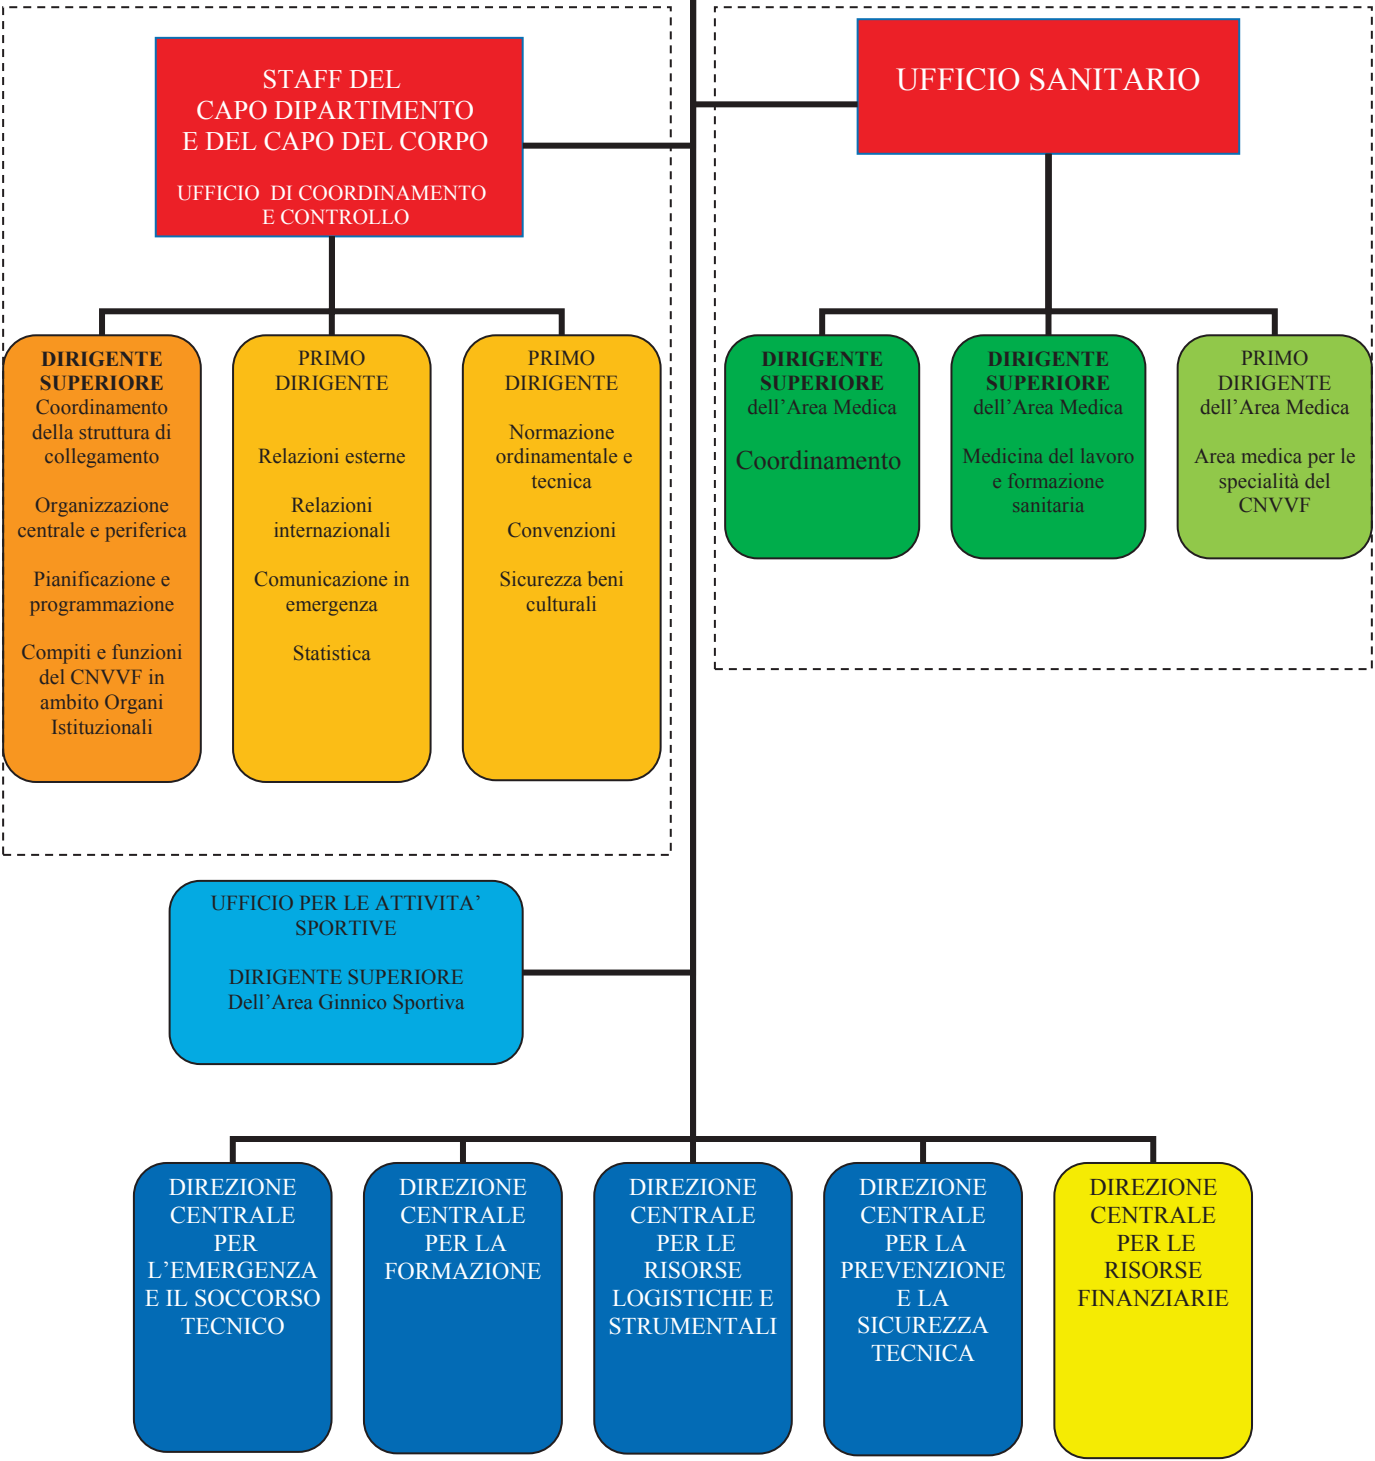 STAFF DEL
CAPO DIPARTIMENTO
E DEL CAPO DEL CORPO
UFFICIO DI COORDINAMENTO
E CONTROLLO
UFFICIO SANITARIO
DIRIGENTE
SUPERIORE
Coordinamento
della struttura di
collegamento
Organizzazione
centrale e periferica
Pianificazione e
programmazione
Compiti e funzioni
del CNVVF in
ambito Organi
Istituzionali
PRIMO
DIRIGENTE
Relazioni esterne
Relazioni
internazionali
Comunicazione in
emergenza
Statistica
PRIMO
DIRIGENTE
Normazione
ordinamentale e
tecnica
Convenzioni
Sicurezza beni
culturali
DIRIGENTE
SUPERIORE
dell’Area Medica
Coordinamento
DIRIGENTE
SUPERIORE
dell’Area Medica
Medicina del lavoro
e formazione
sanitaria
PRIMO
DIRIGENTE
dell’Area Medica
Area medica per le
specialità del
CNVVF
UFFICIO PER LE ATTIVITA’
SPORTIVE
DIRIGENTE SUPERIORE
Dell’Area Ginnico Sportiva
DIREZIONE
CENTRALE
PER
L’EMERGENZA
E IL SOCCORSO
TECNICO
DIREZIONE
CENTRALE
PER LA
FORMAZIONE
DIREZIONE
CENTRALE
PER LE
RISORSE
LOGISTICHE E
STRUMENTALI
DIREZIONE
CENTRALE
PER LA
PREVENZIONE
E LA
SICUREZZA
TECNICA
DIREZIONE
CENTRALE
PER LE
RISORSE
FINANZIARIE